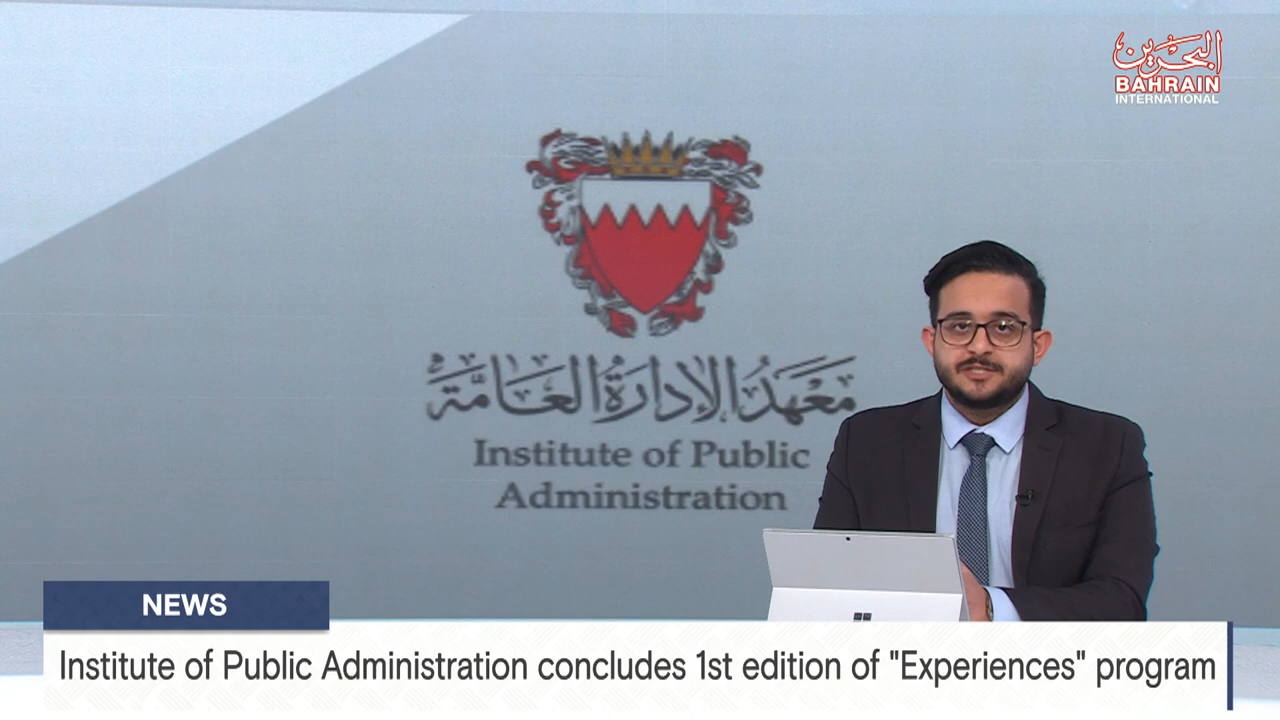 البحرين
BAHRAIN
INTERNATIONAL
معهد الإدارة العامة
Institute of Public
Administration
NEWS
Institute of Public Administration concludes 1st edition of "Experiences" program